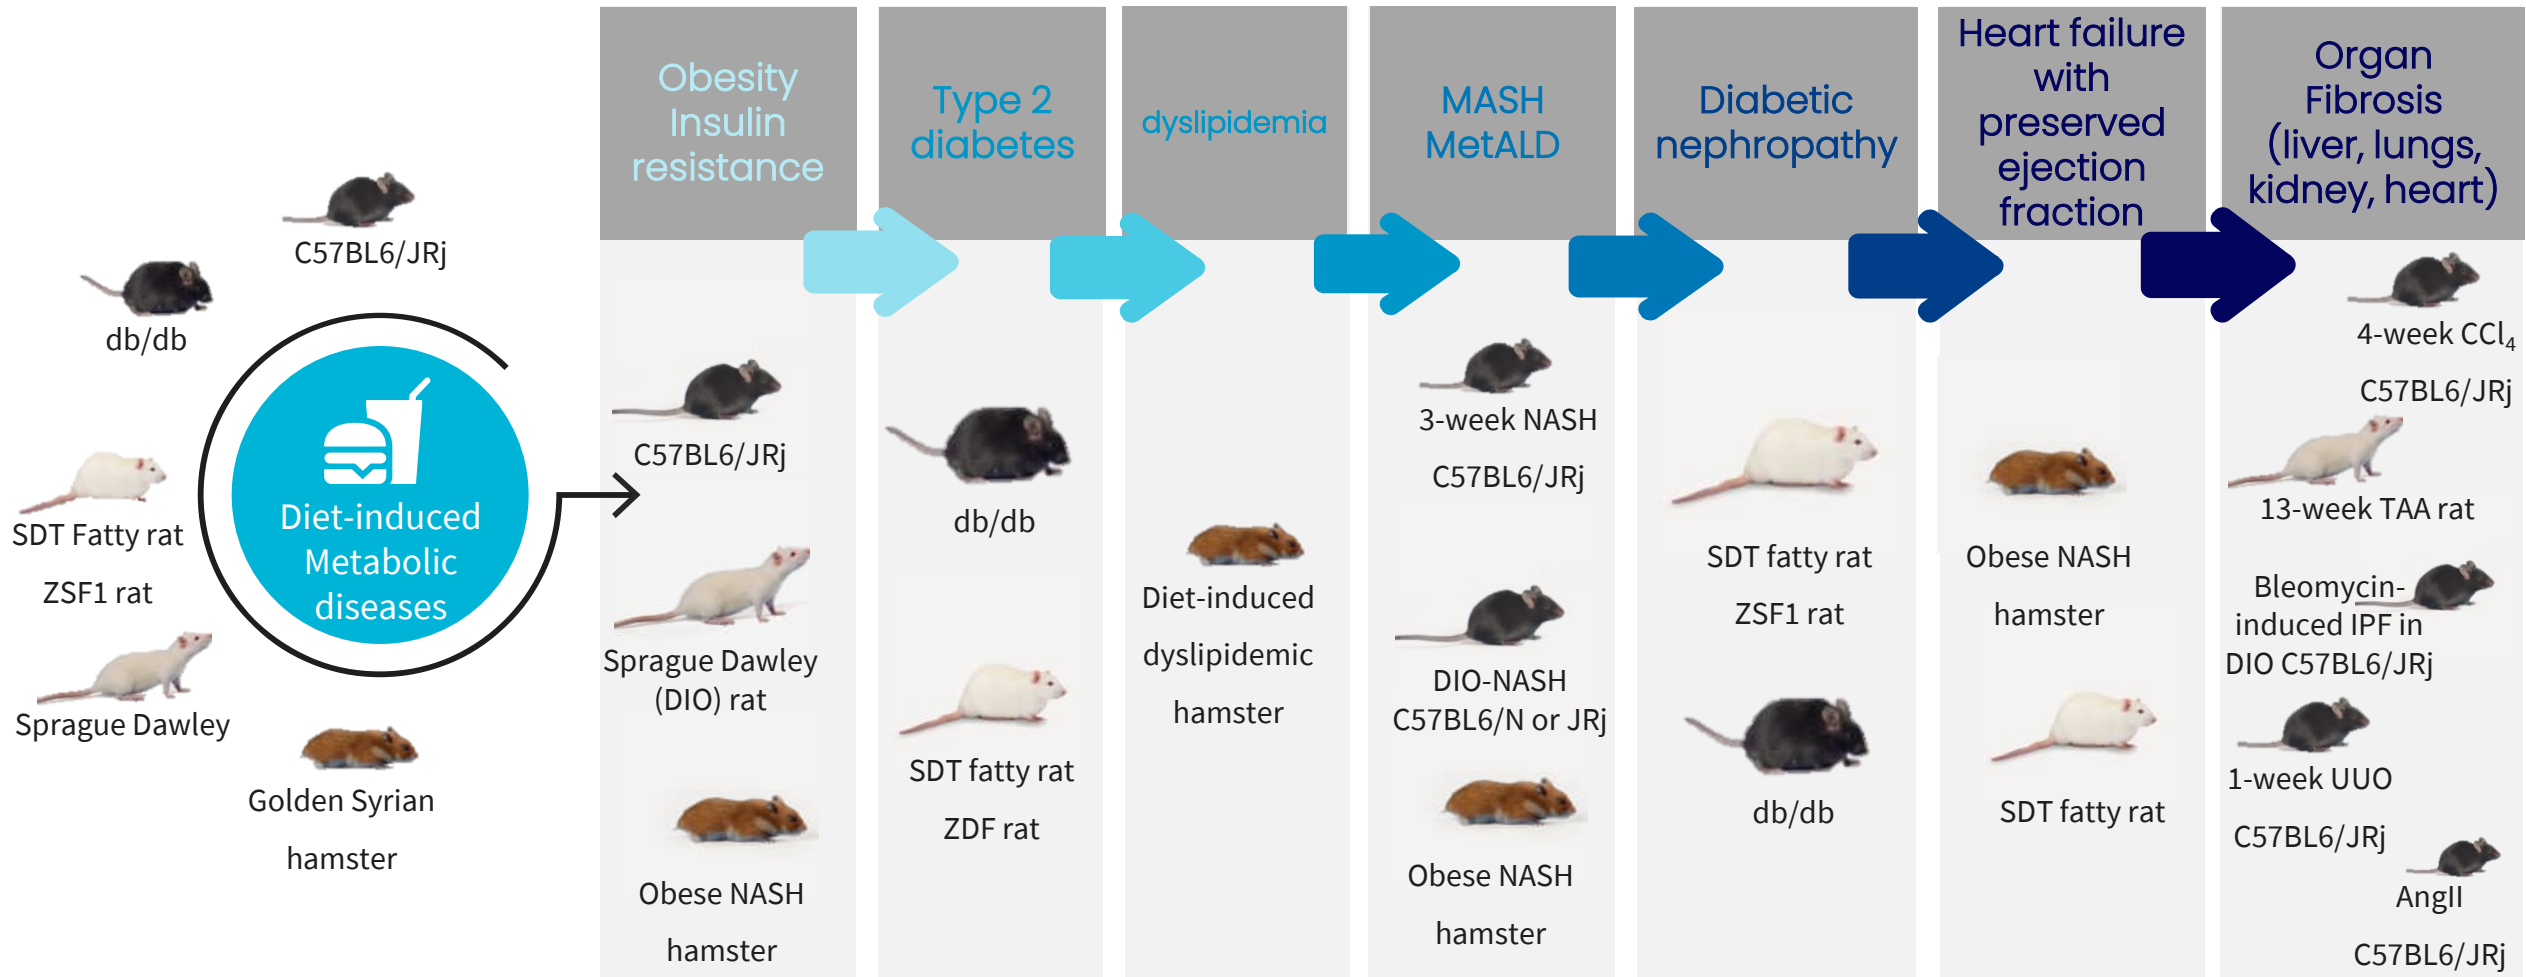 C57BL6/JRj
db/db
SDT Fatty rat
ZSF1 rat
Sprague Dawley
Golden Syrian
hamster
Diet-induced
Metabolic
diseases
Obesity
Insulin
resistance
C57BL6/JRj
Sprague Dawley
(DIO) rat
Obese NASH
hamster
Type 2
diabetes
db/db
SDT fatty rat
ZDF rat
dyslipidemia
Diet-induced
dyslipidemic
hamster
MASH
MetALD
3-week NASH
C57BL6/JRj
DIO-NASH
C57BL6/N or JRj
Obese NASH
hamster
Diabetic
nephropathy
SDT fatty rat
ZSF1 rat
db/db
Heart failure
with
preserved
ejection
fraction
Obese NASH
hamster
SDT fatty rat
Organ
Fibrosis
(liver, lungs,
kidney, heart)
4-week CCl₄
C57BL6/JRj
13-week TAA rat
Bleomycin-
induced IPF in
DIO C57BL6/JRj
1-week UUO
C57BL6/JRj
AngII
C57BL6/JRj